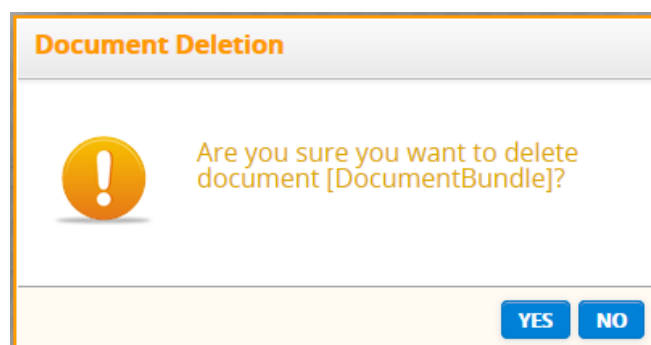 Document Deletion
Are you sure you want to delete
document [DocumentBundle]?
YES NO